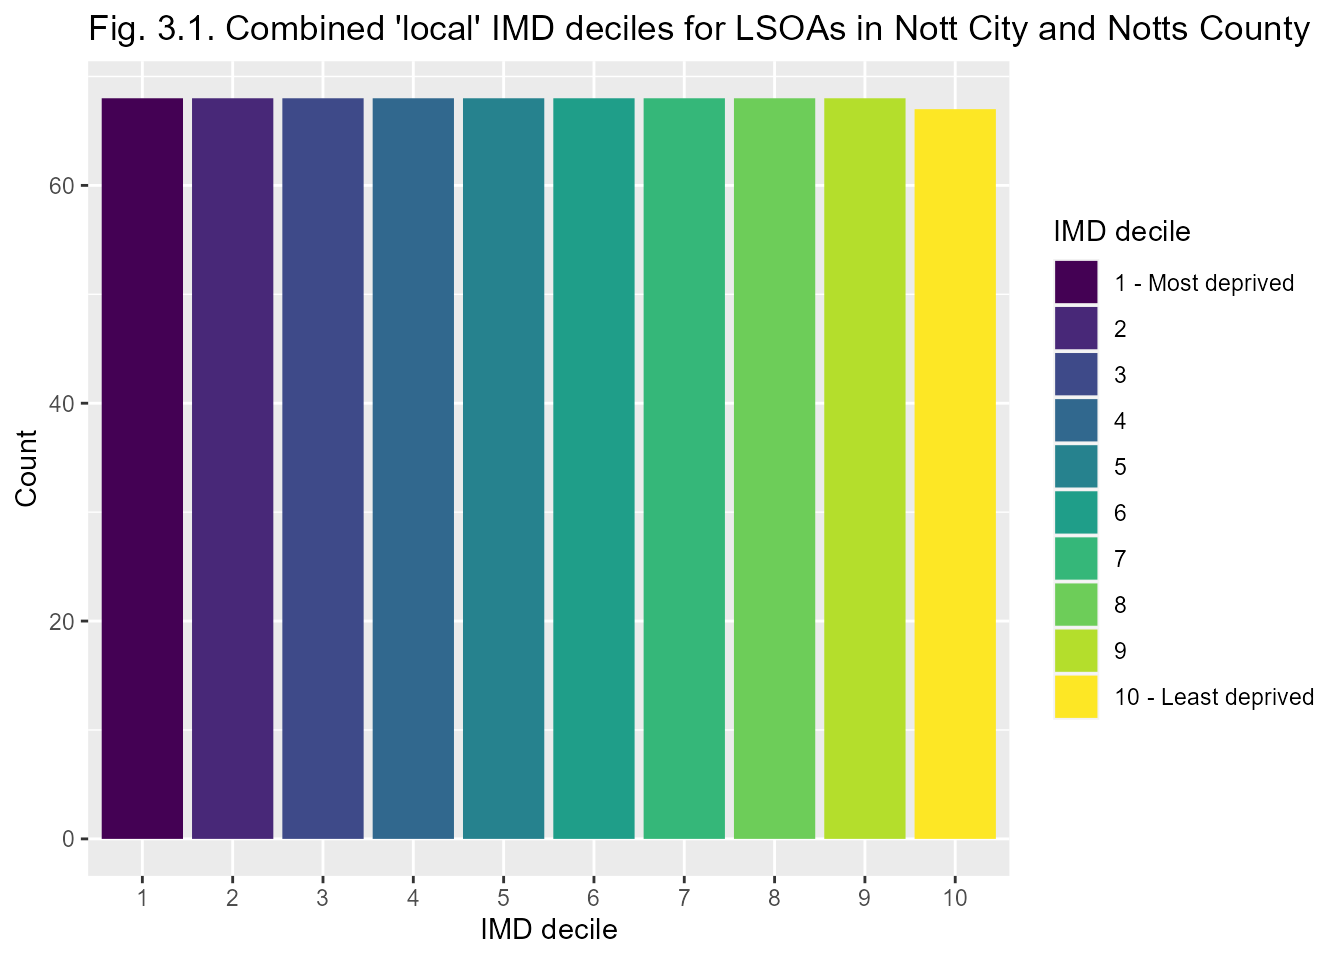 Fig. 3.1. Combined 'local' IMD deciles for LSOAs in Nott City and Notts County
Count
60
40
20
0
1 2 3 4 5 6 7 8 9 10
IMD decile
IMD decile
1 - Most deprived
2
3
4
5
6
7
8
9
10 - Least deprived